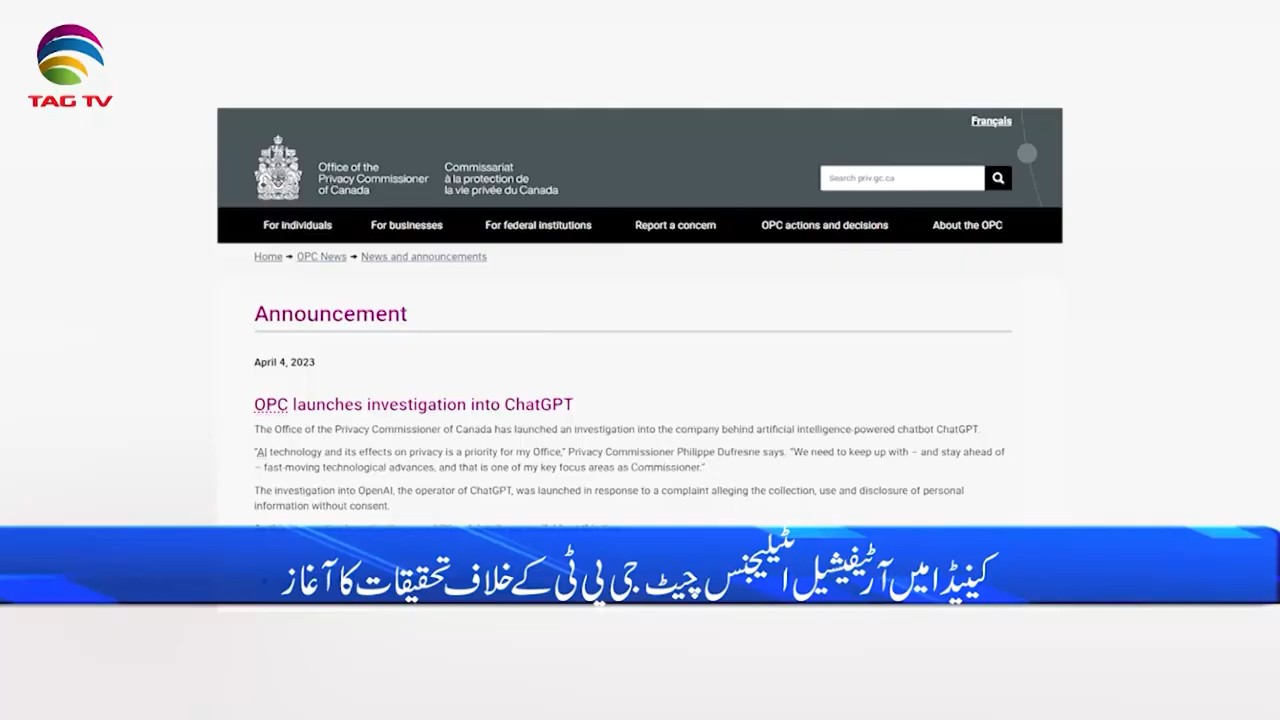 TAG TV
Français
Office of the
Privacy Commissioner
of Canada
Commissariat
à la protection de
la vie privée du Canada
Search priv.gc.ca
For individuals For businesses For federal institutions Report a concern OPC actions and decisions About the OPC
Home ➔ OPC News ➔ News and announcements
Announcement
April 4, 2023
OPC launches investigation into ChatGPT
The Office of the Privacy Commissioner of Canada has launched an investigation into the company behind artificial intelligence-powered chatbot ChatGPT.
“AI technology and its effects on privacy is a priority for my Office,” Privacy Commissioner Philippe Dufresne says. “We need to keep up with – and stay ahead of
– fast-moving technological advances, and that is one of my key focus areas as Commissioner.”
The investigation into OpenAI, the operator of ChatGPT, was launched in response to a complaint alleging the collection, use and disclosure of personal
information without consent.
کینیڈا میں آرٹیفیشیل انٹیلیجنس چیٹ جی پی ٹی کے خلاف تحقیقات کا آغاز